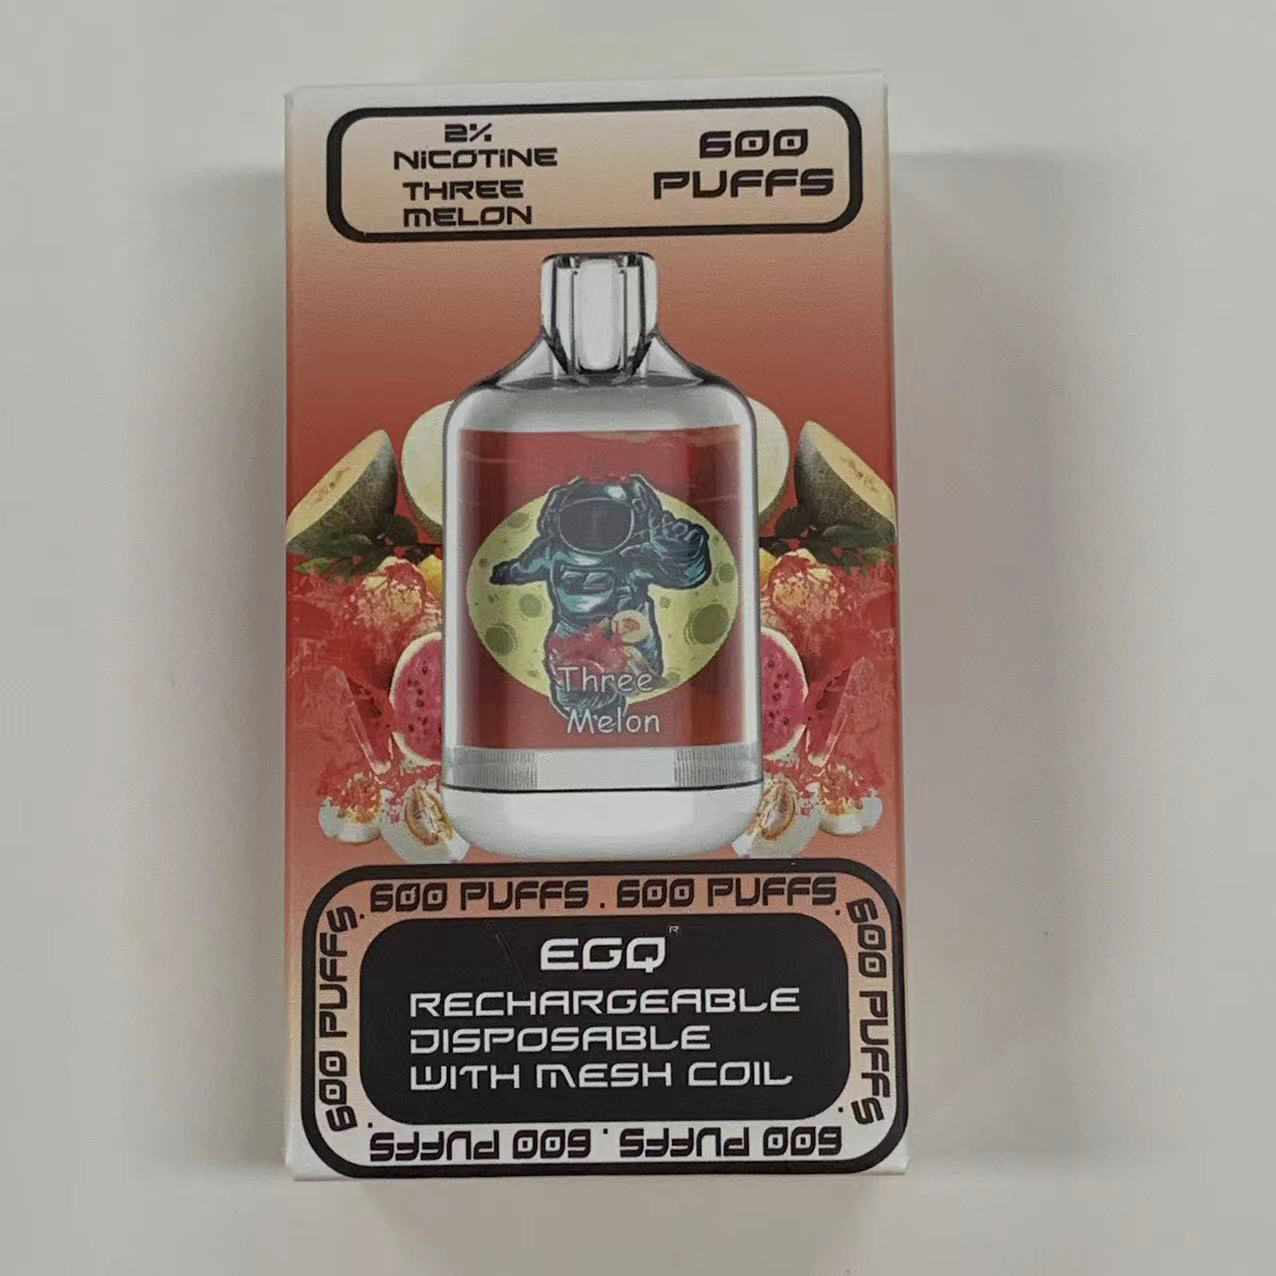 2%
NICOTINE
THREE
MELON
600
PUFFS
Three
Melon
600 PUFFS . 600 PUFFS .
600 PUFFS .
600 PUFFS . 600 PUFFS .
600 PUFFS .
EGQ R
RECHARGEABLE
DISPOSABLE
WITH MESH COIL